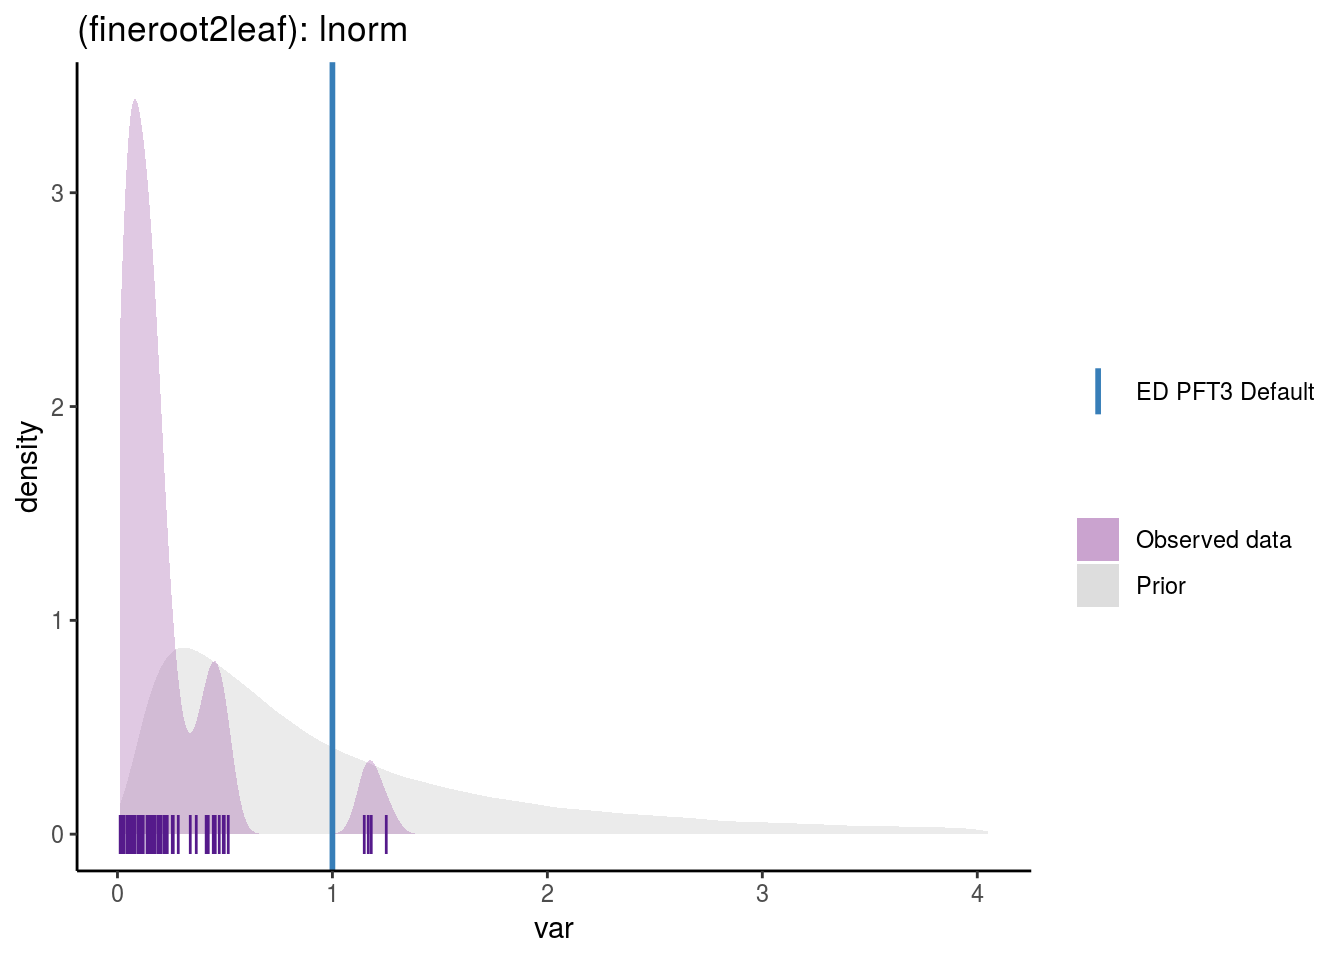 (fineroot2leaf): lnorm
density
3
2
1
0
0 1 2 3 4
var
ED PFT3 Default
Observed data
Prior